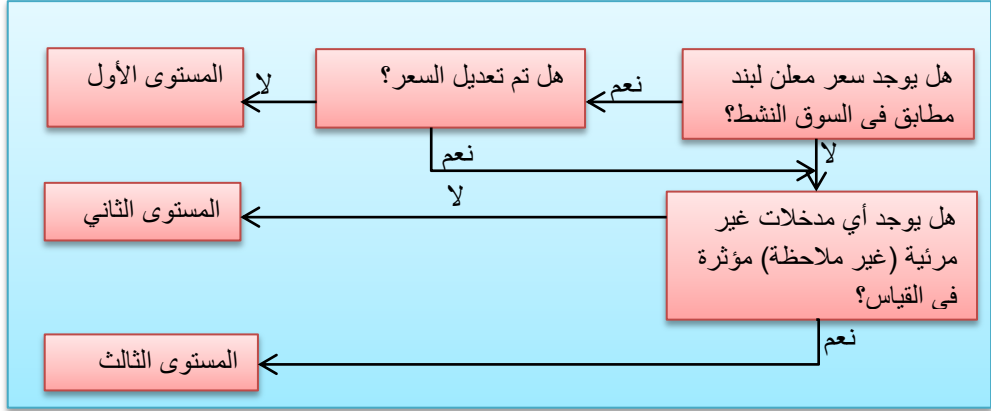 هل يوجد سعر معلن لبند
مطابق فى السوق النشط؟
نعم
هل تم تعديل السعر؟
لا
المستوى الأول
لا
نعم
هل يوجد أي مدخلات غير
مرئية (غير ملاحظة) مؤثرة
فى القياس؟
لا
المستوى الثاني
نعم
المستوى الثالث